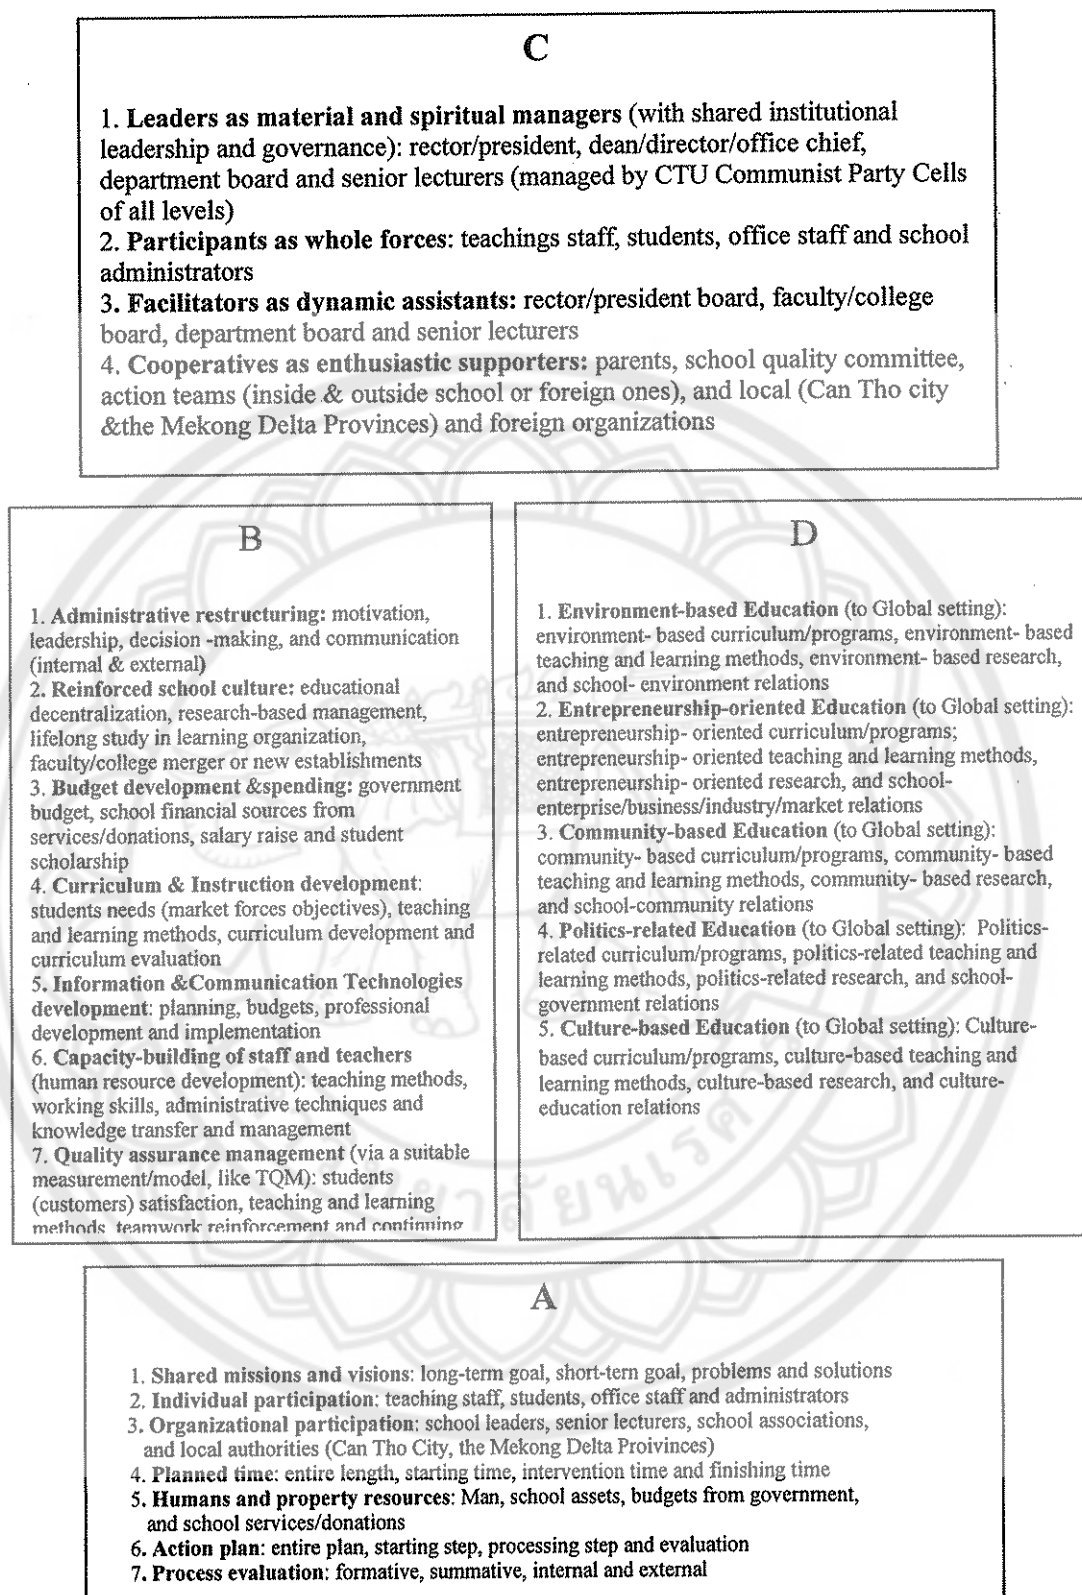 C
1. Leaders as material and spiritual managers (with shared institutional
leadership and governance): rector/president, dean/director/office chief,
department board and senior lecturers (managed by CTU Communist Party Cells
of all levels)
2. Participants as whole forces: teachings staff, students, office staff and school
administrators
3. Facilitators as dynamic assistants: rector/president board, faculty/college
board, department board and senior lecturers
4. Cooperatives as enthusiastic supporters: parents, school quality committee,
action teams (inside & outside school or foreign ones), and local (Can Tho city
&the Mekong Delta Provinces) and foreign organizations
B
1. Administrative restructuring: motivation,
leadership, decision -making, and communication
(internal & external)
2. Reinforced school culture: educational
decentralization, research-based management,
lifelong study in learning organization,
faculty/college merger or new establishments
3. Budget development &spending: government
budget, school financial sources from
services/donations, salary raise and student
scholarship
4. Curriculum & Instruction development:
students needs (market forces objectives), teaching
and learning methods, curriculum development and
curriculum evaluation
5. Information &Communication Technologies
development: planning, budgets, professional
development and implementation
6. Capacity-building of staff and teachers
(human resource development): teaching methods,
working skills, administrative techniques and
knowledge transfer and management
7. Quality assurance management (via a suitable
measurement/model, like TQM): students
(customers) satisfaction, teaching and learning
methods, teamwork reinforcement and continuing
D
1. Environment-based Education (to Global setting):
environment- based curriculum/programs, environment- based
teaching and learning methods, environment- based research,
and school- environment relations
2. Entrepreneurship-oriented Education (to Global setting):
entrepreneurship- oriented curriculum/programs;
entrepreneurship- oriented teaching and learning methods,
entrepreneurship- oriented research, and school-
enterprise/business/industry/market relations
3. Community-based Education (to Global setting):
community- based curriculum/programs, community- based
teaching and learning methods, community- based research,
and school-community relations
4. Politics-related Education (to Global setting): Politics-
related curriculum/programs, politics-related teaching and
learning methods, politics-related research, and school-
government relations
5. Culture-based Education (to Global setting): Culture-
based curriculum/programs, culture-based teaching and
learning methods, culture-based research, and culture-
education relations
A
1. Shared missions and visions: long-term goal, short-tern goal, problems and solutions
2. Individual participation: teaching staff, students, office staff and administrators
3. Organizational participation: school leaders, senior lecturers, school associations,
and local authorities (Can Tho City, the Mekong Delta Proivinces)
4. Planned time: entire length, starting time, intervention time and finishing time
5. Humans and property resources: Man, school assets, budgets from government,
and school services/donations
6. Action plan: entire plan, starting step, processing step and evaluation
7. Process evaluation: formative, summative, internal and external